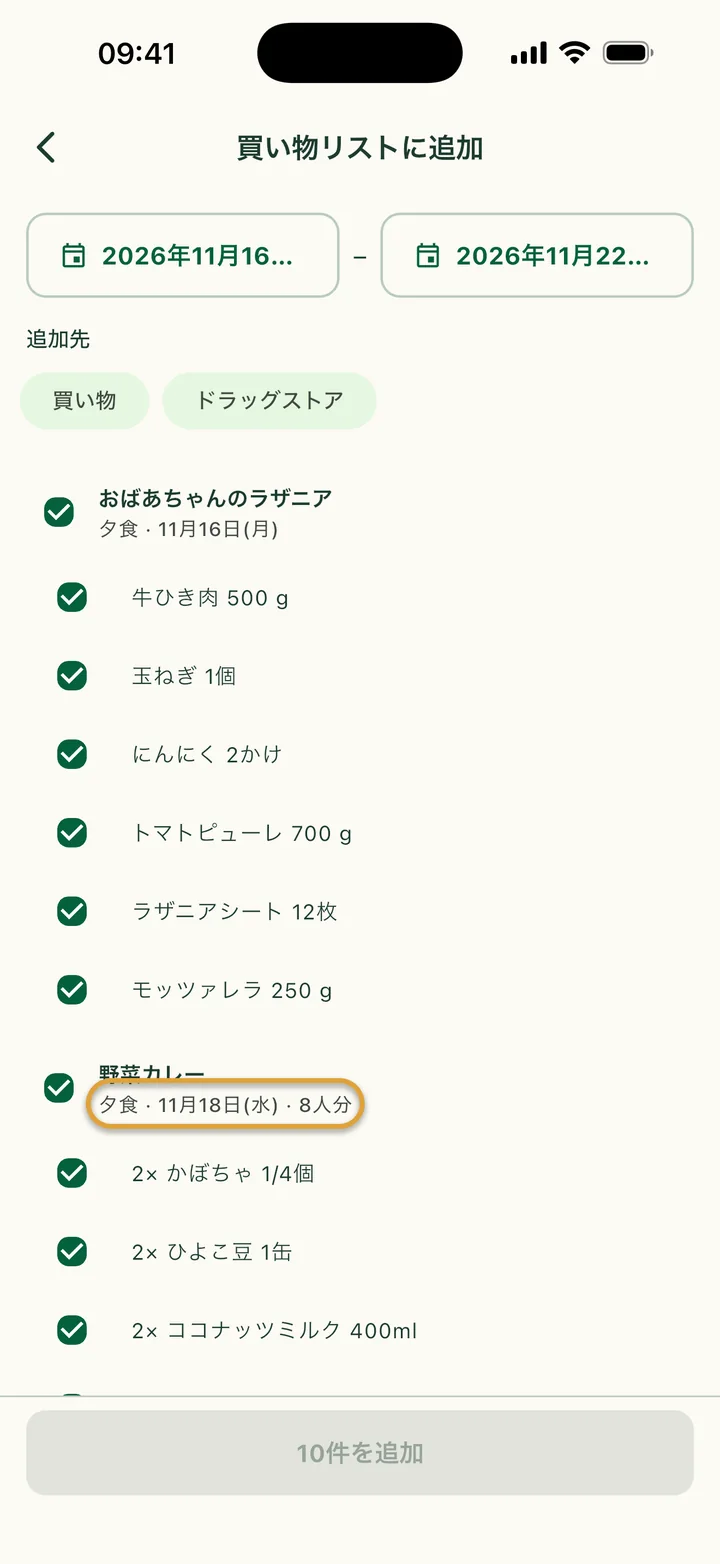 09:41
買い物リストに追加
2026年11月16... – 2026年11月22...
追加先
買い物 ドラッグストア
おばあちゃんのラザニア
夕食 · 11月16日(月)
牛ひき肉 500 g
玉ねぎ 1個
にんにく 2かけ
トマトピューレ 700 g
ラザニアシート 12枚
モッツァレラ 250 g
野菜カレー
夕食 · 11月18日(水) · 8人分
2× かぼちゃ 1/4個
2× ひよこ豆 1缶
2× ココナッツミルク 400ml
10件を追加